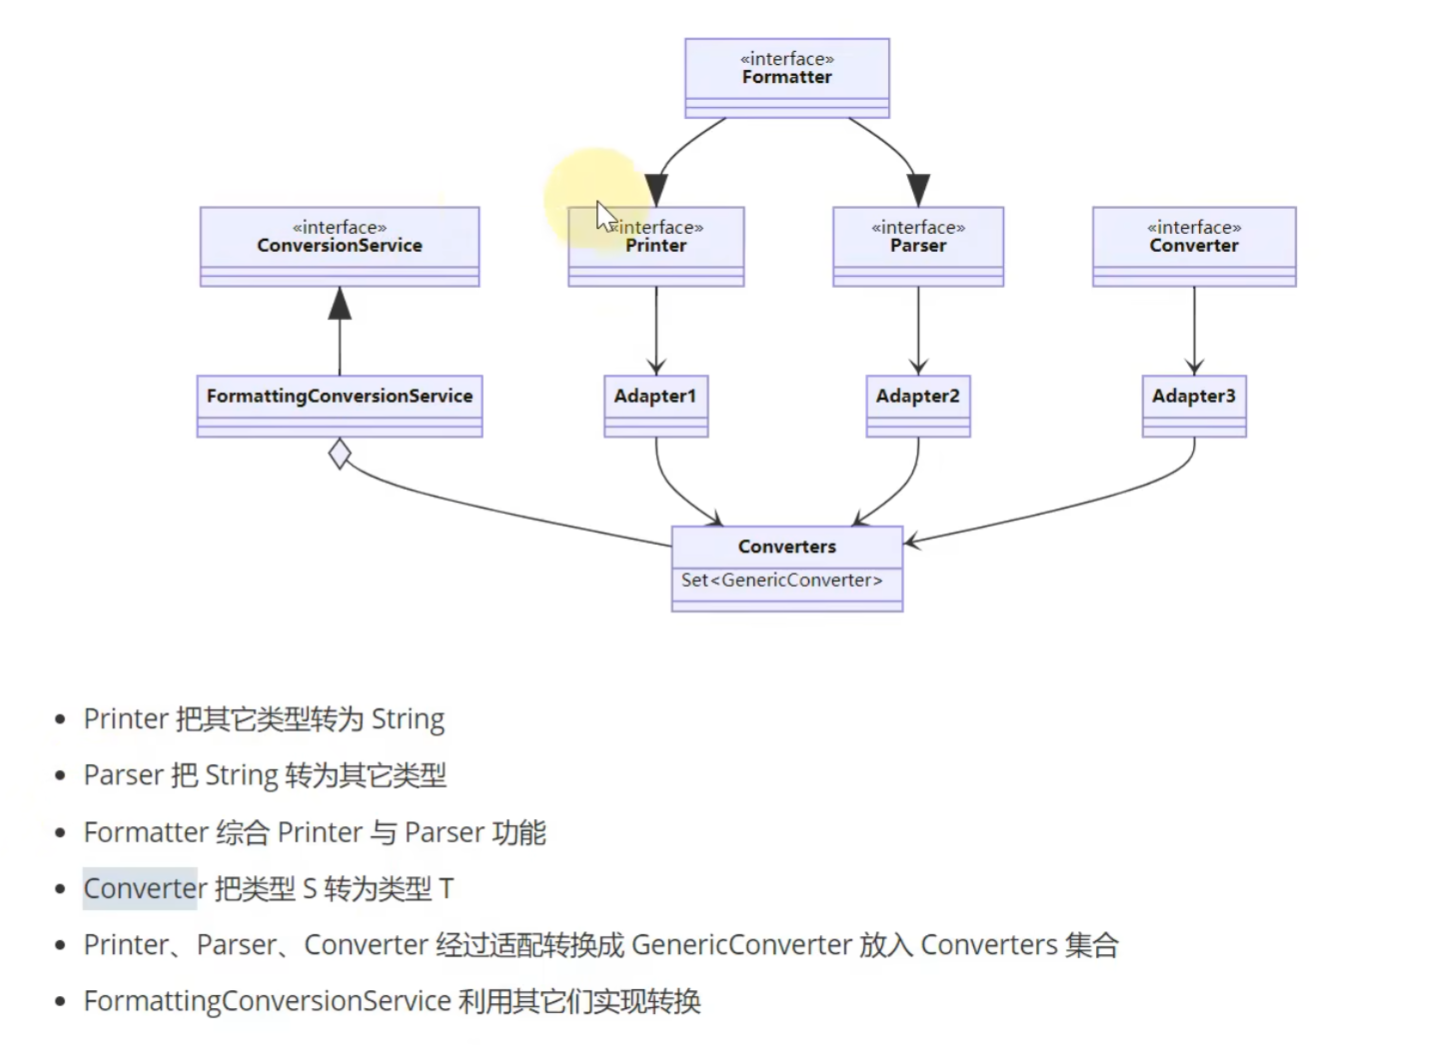 «interface»
Formatter
«interface»
ConversionService
«interface»
Printer
«interface»
Parser
«interface»
Converter
FormattingConversionService
Adapter1
Adapter2
Adapter3
Converters
Set<GenericConverter>
Printer 把其它类型转为 String
Parser 把 String 转为其它类型
Formatter 综合 Printer 与 Parser 功能
Converter 把类型 S 转为类型 T
Printer、Parser、Converter 经过适配转换成 GenericConverter 放入 Converters 集合
FormattingConversionService 利用其它们实现转换